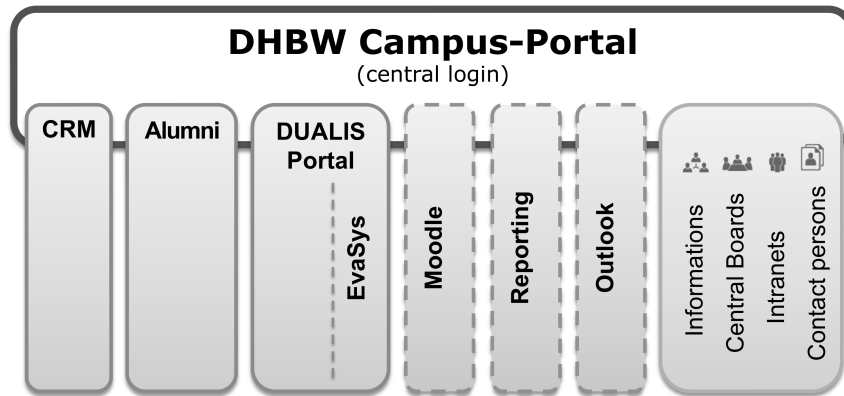 DHBW Campus-Portal
(central login)
CRM
Alumni
DUALIS
Portal
EvaSys
Moodle
Reporting
Outlook
Informations
Central Boards
Intranets
Contact persons